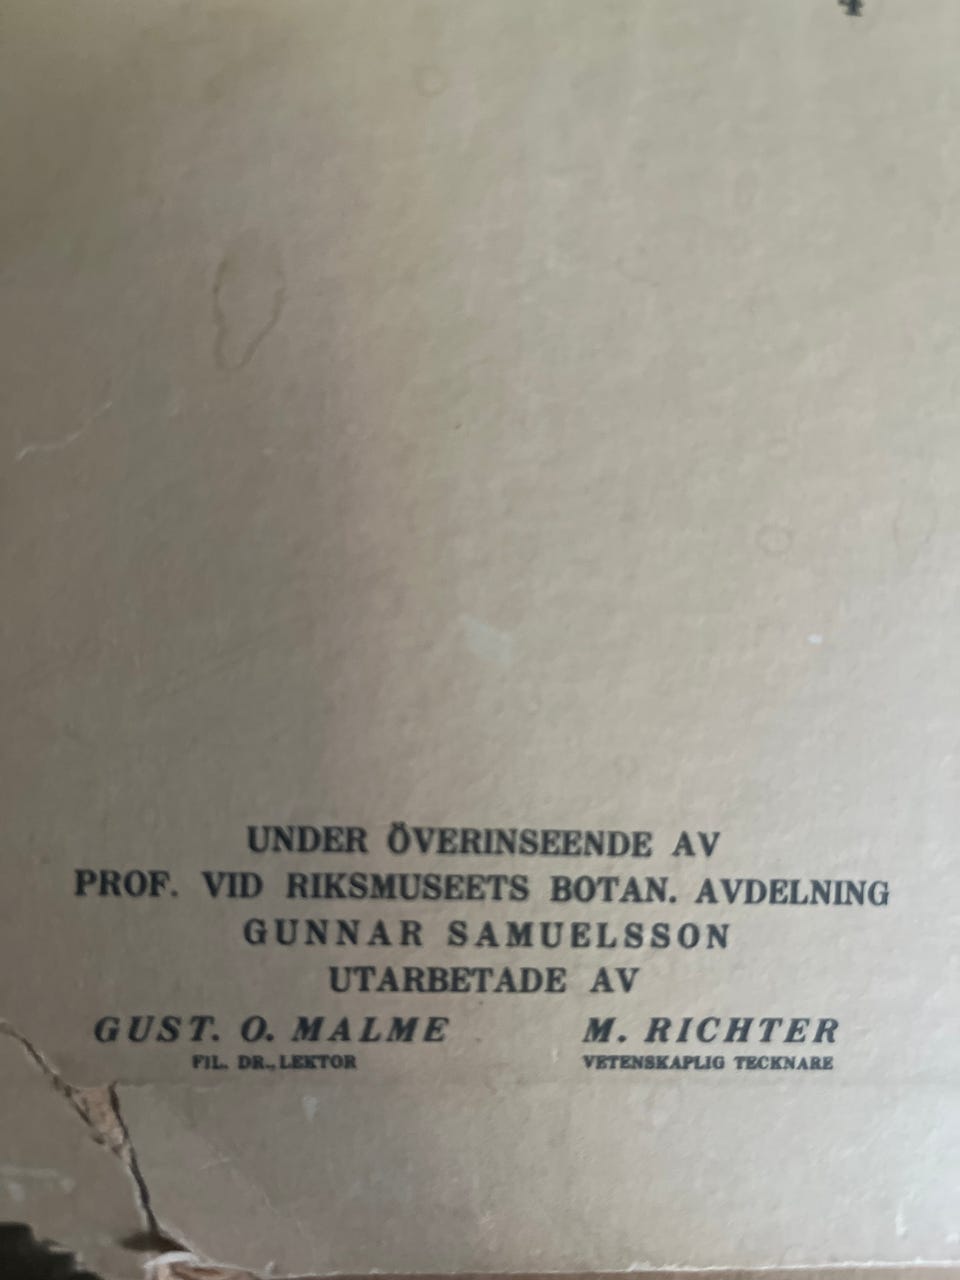 4
UNDER ÖVERINSEENDE AV
PROF. VID RIKSMUSEETS BOTAN. AVDELNING
GUNNAR SAMUELSSON
UTARBETADE AV
GUST. O. MALME M. RICHTER
FIL. DR., LEKTOR VETENSKAPLIG TECKNARE